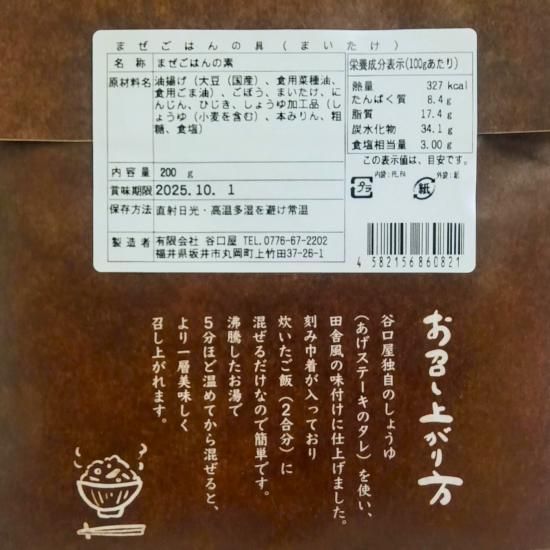 まぜごはんの具(まいたけ)
名称 まぜごはんの素
原材料名 油揚げ(大豆(国産)、食用菜種油、
食用ごま油)、ごぼう、まいたけ、に
んじん、ひじき、しょうゆ加工品(し
ょうゆ(小麦を含む)、本みりん、粗
糖、食塩)
内容量 200 g
賞味期限 2025.10. 1
保存方法 直射日光・高温多湿を避け常温
製造者 有限会社 谷口屋 TEL.0776-67-2202
福井県坂井市丸岡町上竹田37-26-1
栄養成分表示(100gあたり)
熱量 327 kcal
たんぱく質 8.4 g
脂質 17.4 g
炭水化物 34.1 g
食塩相当量 3.00 g
この表示値は、目安です。
プラ
内袋:PE,PA
紙
外袋:紙
4 582156 860821
お召し上がり方
谷口屋独自のしょうゆ
(あげステーキのタレ)を使い、
田舎風の味付けに仕上げました。
刻み巾着が入っており
炊いたご飯(2合分)に
混ぜるだけなので簡単です。
沸騰したお湯で
5分ほど温めてから混ぜると、
より一層美味しく
召し上がれます。